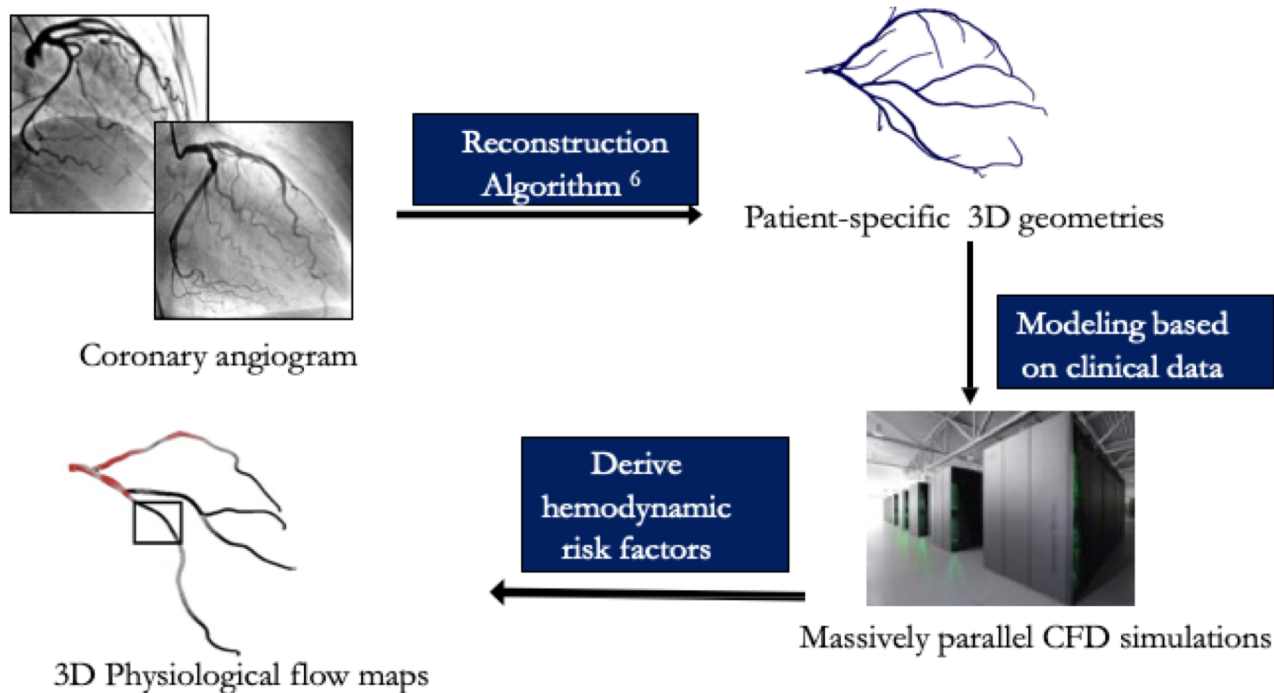 Reconstruction
Algorithm 6
Patient-specific 3D geometries
Coronary angiogram
Modeling based
on clinical data
Derive
hemodynamic
risk factors
Massively parallel CFD simulations
3D Physiological flow maps